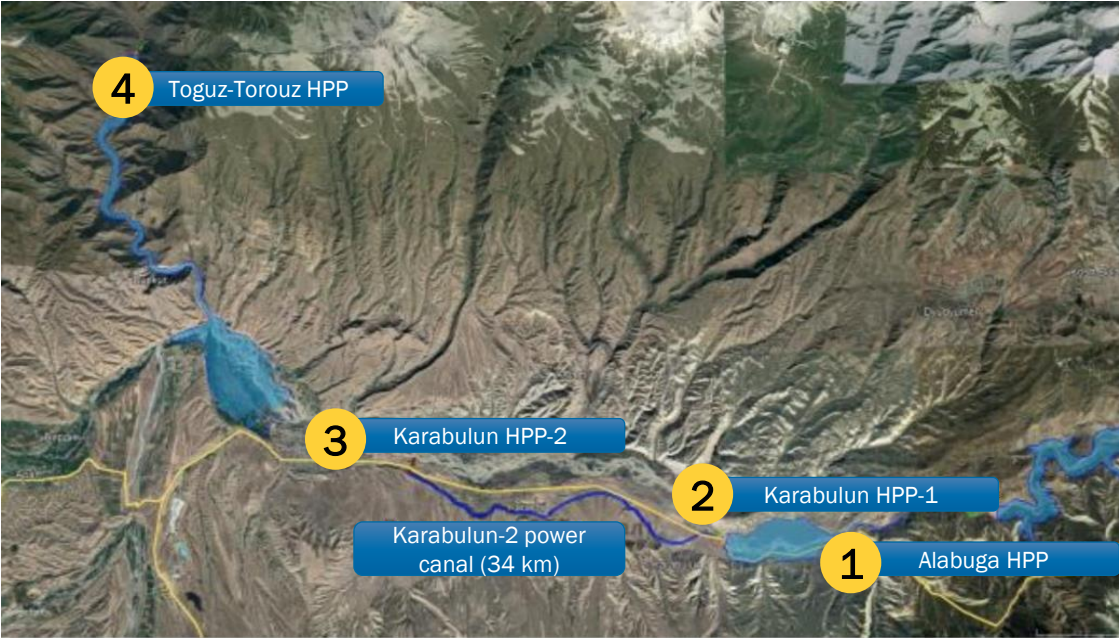 4
Toguz-Torouz HPP
3
Karabulun HPP-2
2
Karabulun HPP-1
Karabulun-2 power
canal (34 km)
1
Alabuga HPP